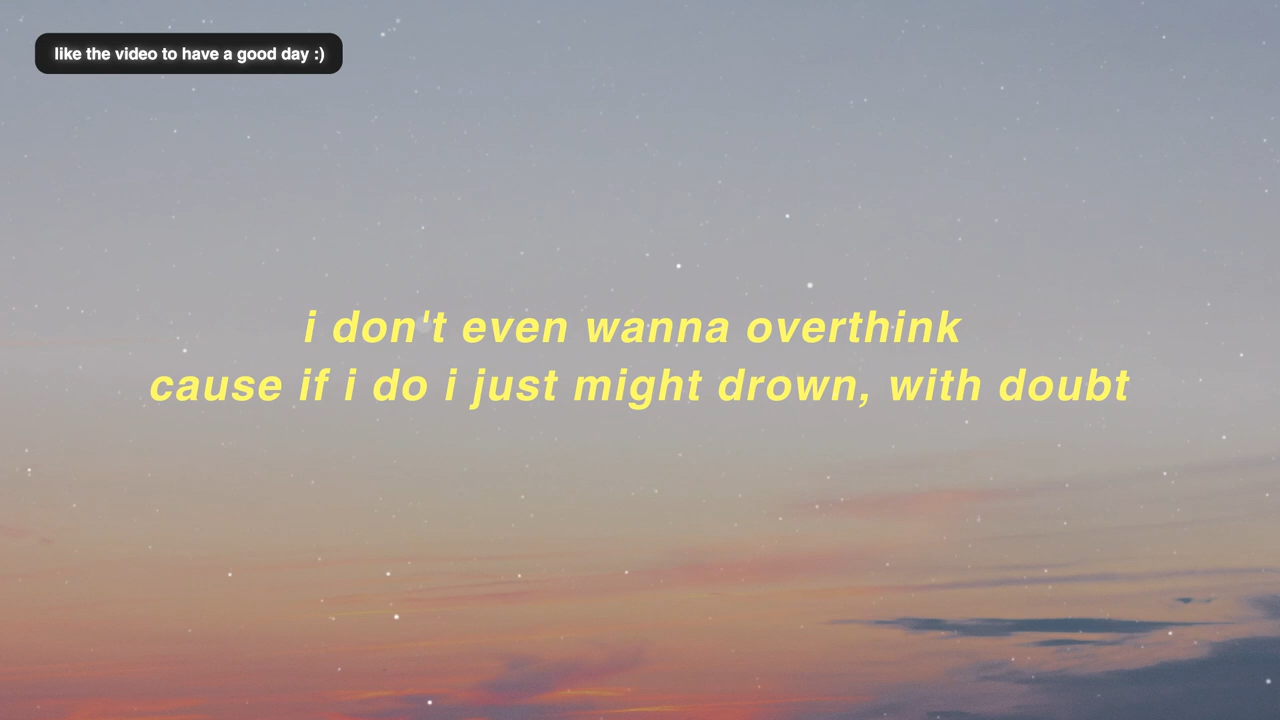 like the video to have a good day :)
i don't even wanna overthink
cause if i do i just might drown, with doubt